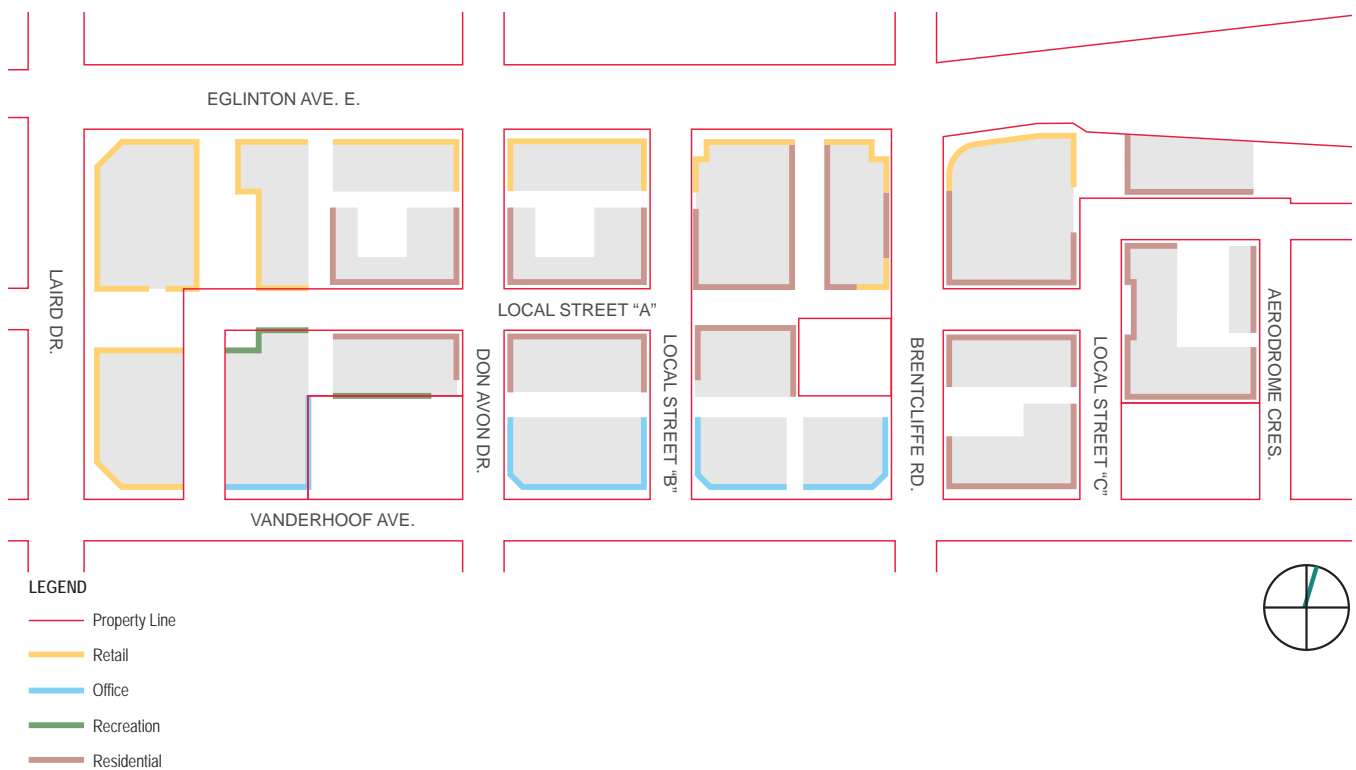 EGLINTON AVE. E.
LAIRD DR.
LOCAL STREET “A”
DON AVON DR.
LOCAL STREET “B”
BRENTCLIFFE RD.
LOCAL STREET “C”
AERODROME CRES.
VANDERHOOF AVE.
LEGEND
Property Line
Retail
Office
Recreation
Residential